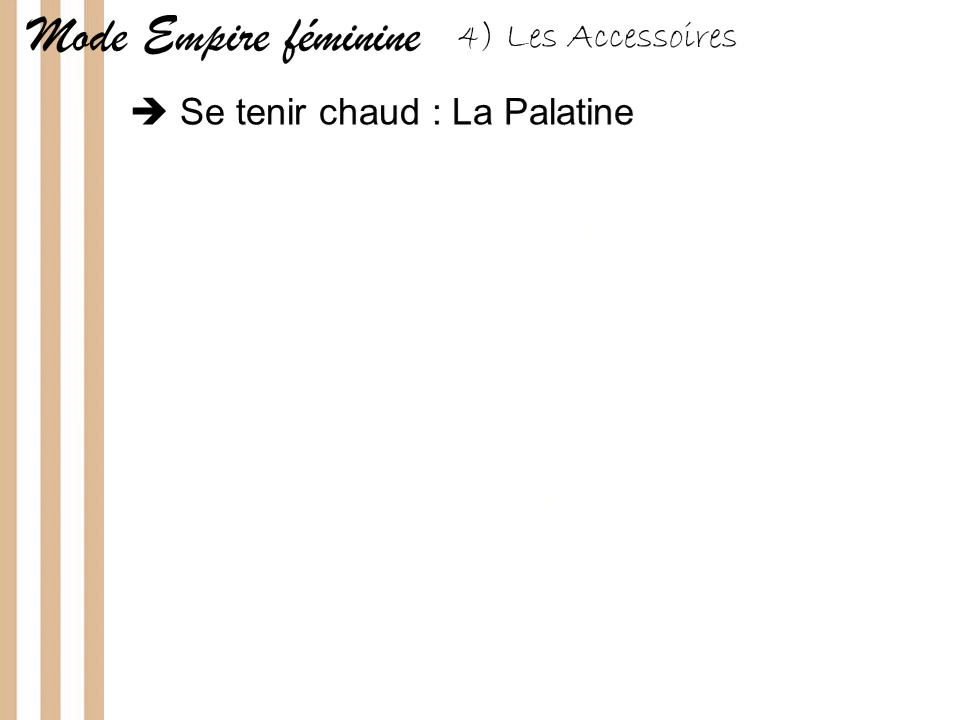 Mode Empire féminine 4) Les Accessoires
➔ Se tenir chaud : La Palatine